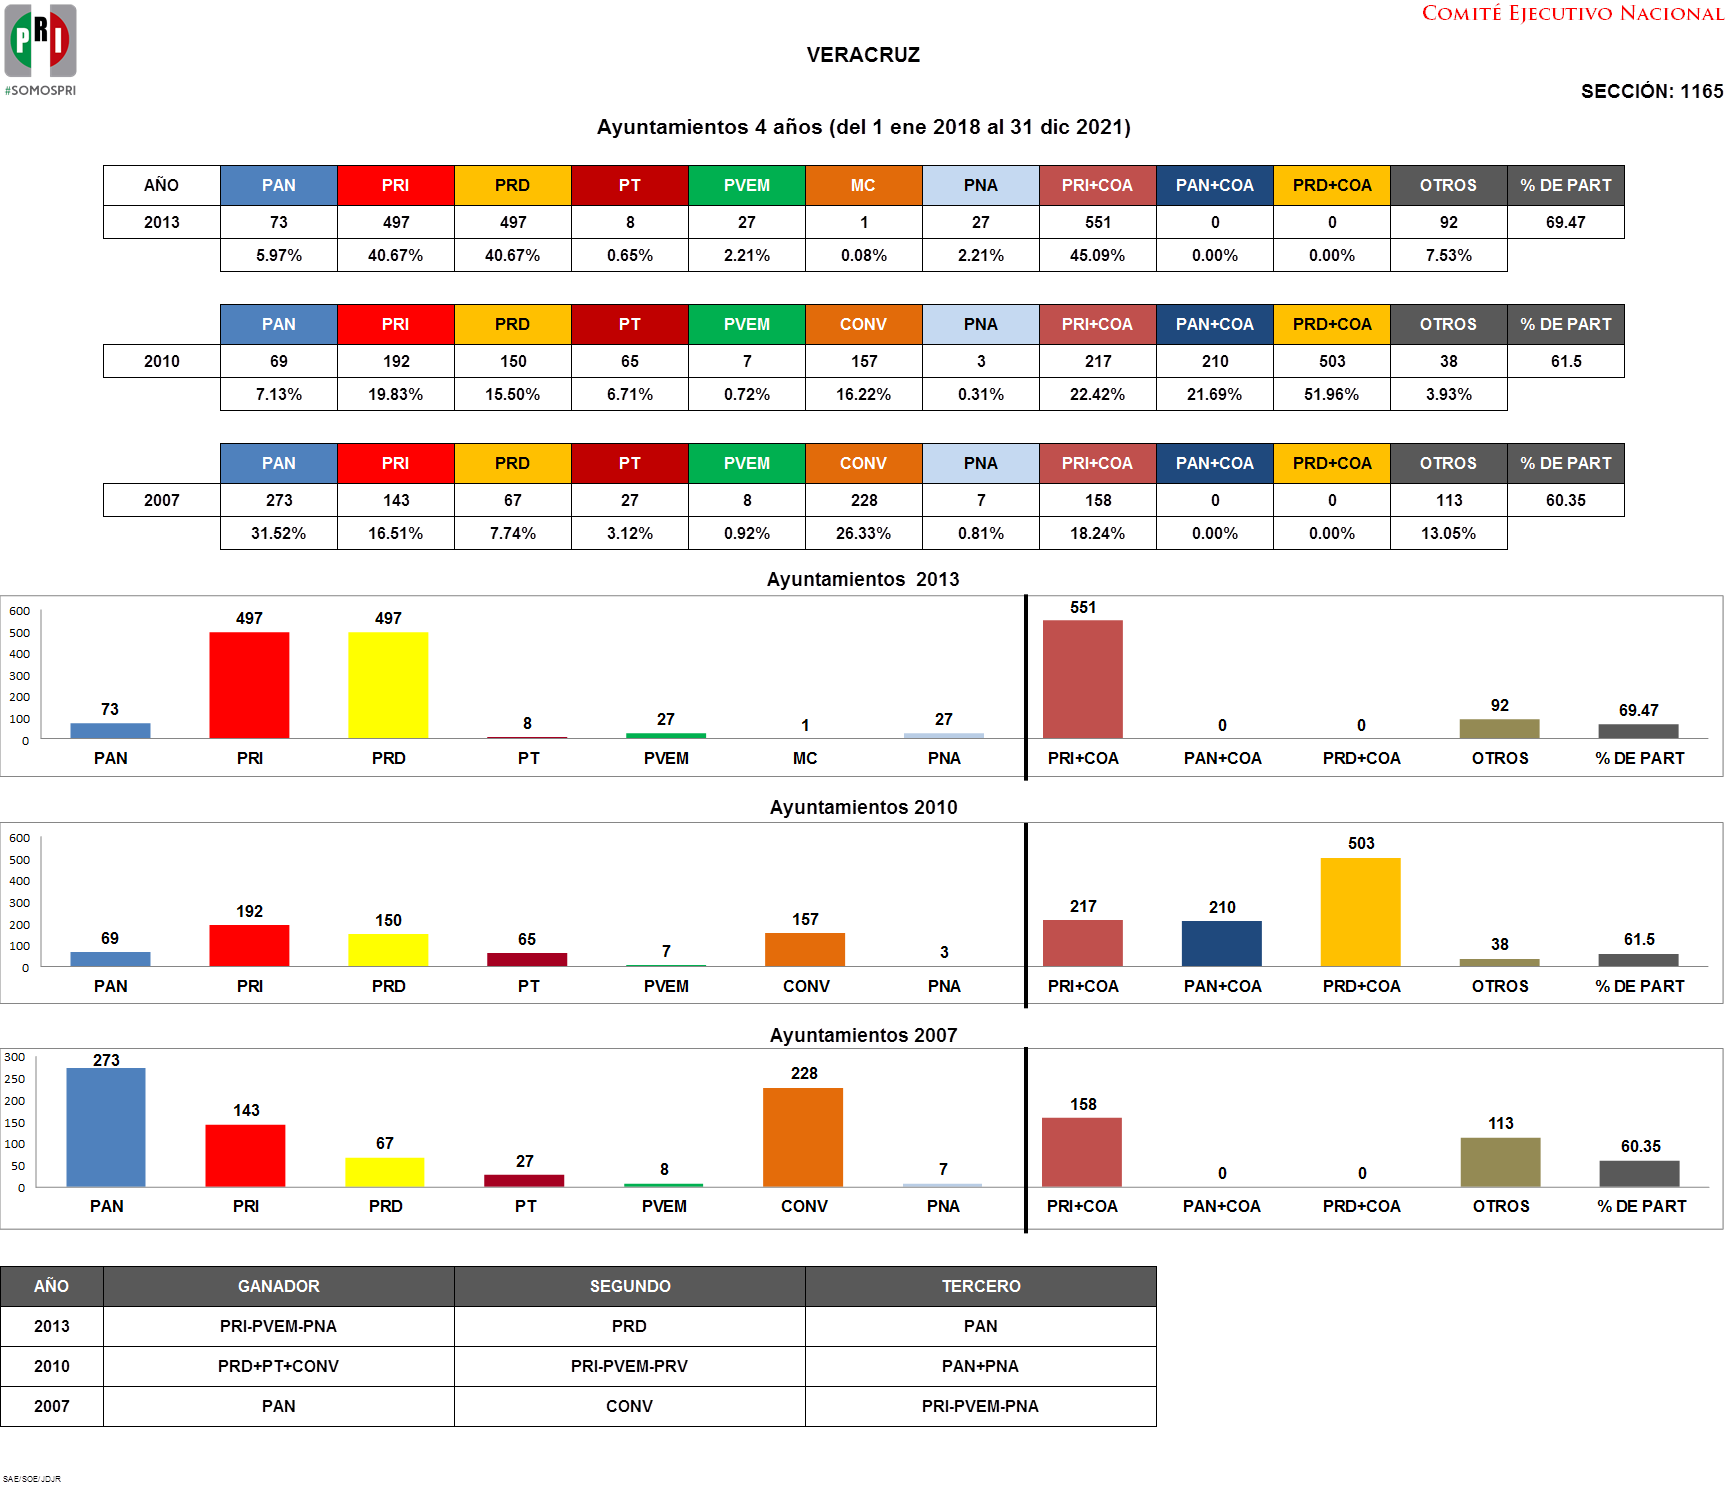 PRI
#SOMOSPRI
COMITÉ EJECUTIVO NACIONAL
VERACRUZ
SECCIÓN: 1165
Ayuntamientos 4 años (del 1 ene 2018 al 31 dic 2021)
AÑO PAN PRI PRD PT PVEM MC PNA PRI+COA PAN+COA PRD+COA OTROS % DE PART
2013 73 497 497 8 27 1 27 551 0 0 92 69.47
5.97% 40.67% 40.67% 0.65% 2.21% 0.08% 2.21% 45.09% 0.00% 0.00% 7.53%
PAN PRI PRD PT PVEM CONV PNA PRI+COA PAN+COA PRD+COA OTROS % DE PART
2010 69 192 150 65 7 157 3 217 210 503 38 61.5
7.13% 19.83% 15.50% 6.71% 0.72% 16.22% 0.31% 22.42% 21.69% 51.96% 3.93%
PAN PRI PRD PT PVEM CONV PNA PRI+COA PAN+COA PRD+COA OTROS % DE PART
2007 273 143 67 27 8 228 7 158 0 0 113 60.35
31.52% 16.51% 7.74% 3.12% 0.92% 26.33% 0.81% 18.24% 0.00% 0.00% 13.05%
Ayuntamientos 2013
600
500
400
300
200
100
0
73 497 497 8 27 1 27 551 0 0 92 69.47
PAN PRI PRD PT PVEM MC PNA PRI+COA PAN+COA PRD+COA OTROS % DE PART
Ayuntamientos 2010
600
500
400
300
200
100
0
69 192 150 65 7 157 3 217 210 503 38 61.5
PAN PRI PRD PT PVEM CONV PNA PRI+COA PAN+COA PRD+COA OTROS % DE PART
Ayuntamientos 2007
300
250
200
150
100
50
0
273 143 67 27 8 228 7 158 0 0 113 60.35
PAN PRI PRD PT PVEM CONV PNA PRI+COA PAN+COA PRD+COA OTROS % DE PART
AÑO GANADOR SEGUNDO TERCERO
2013 PRI-PVEM-PNA PRD PAN
2010 PRD+PT+CONV PRI-PVEM-PRV PAN+PNA
2007 PAN CONV PRI-PVEM-PNA
SAE/SOE/JDJR